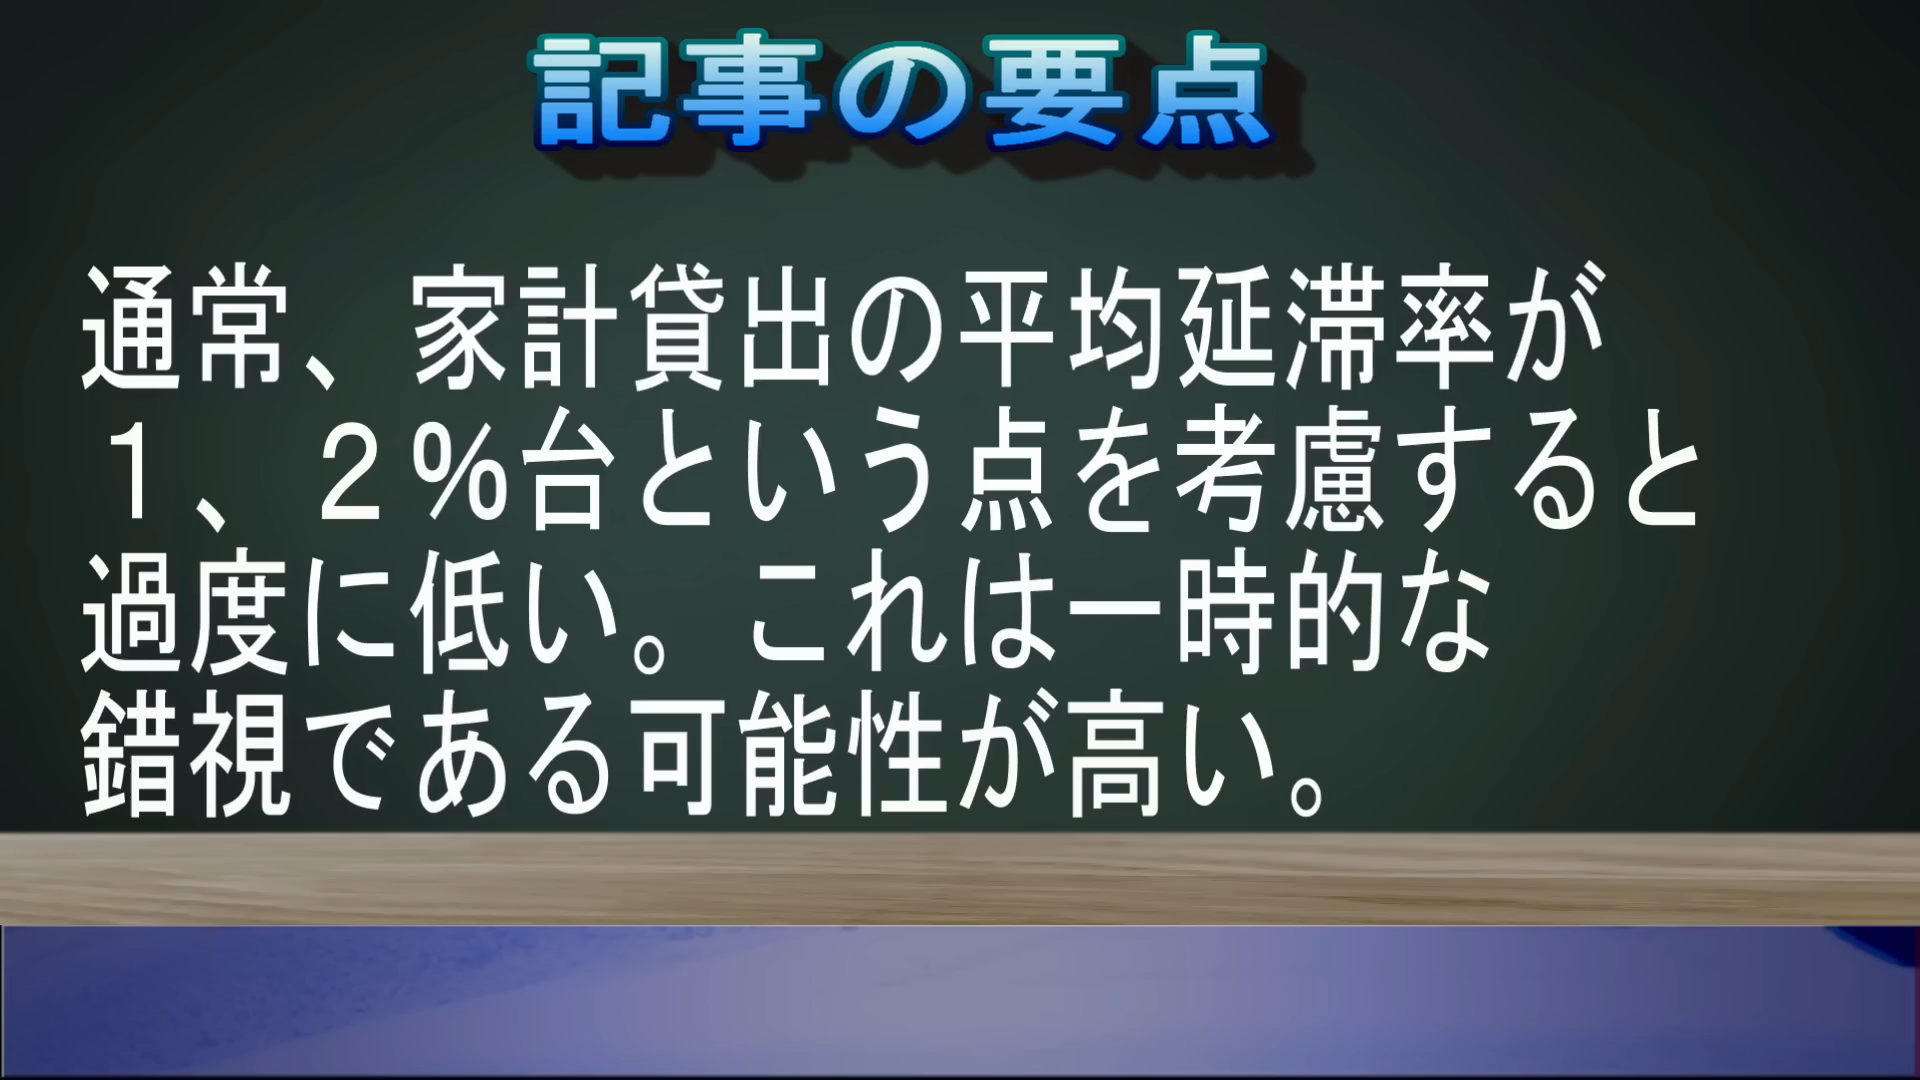 記事の要点
通常、家計貸出の平均延滞率が
１、２％台という点を考慮すると
過度に低い。これは一時的な
錯視である可能性が高い。